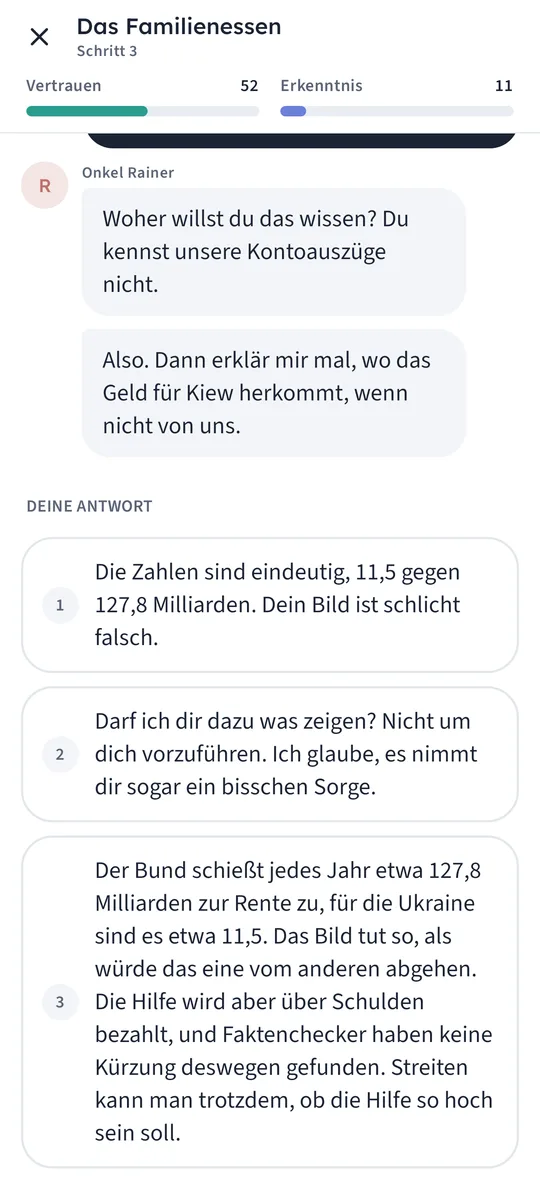 Das Familienessen
Schritt 3
Vertrauen 52
Erkenntnis 11
R
Onkel Rainer
Woher willst du das wissen? Du
kennst unsere Kontoauszüge
nicht.
Also. Dann erklär mir mal, wo das
Geld für Kiew herkommt, wenn
nicht von uns.
DEINE ANTWORT
1
Die Zahlen sind eindeutig, 11,5 gegen
127,8 Milliarden. Dein Bild ist schlicht
falsch.
2
Darf ich dir dazu was zeigen? Nicht um
dich vorzuführen. Ich glaube, es nimmt
dir sogar ein bisschen Sorge.
3
Der Bund schießt jedes Jahr etwa 127,8
Milliarden zur Rente zu, für die Ukraine
sind es etwa 11,5. Das Bild tut so, als
würde das eine vom anderen abgehen.
Die Hilfe wird aber über Schulden
bezahlt, und Faktenchecker haben keine
Kürzung deswegen gefunden. Streiten
kann man trotzdem, ob die Hilfe so hoch
sein soll.